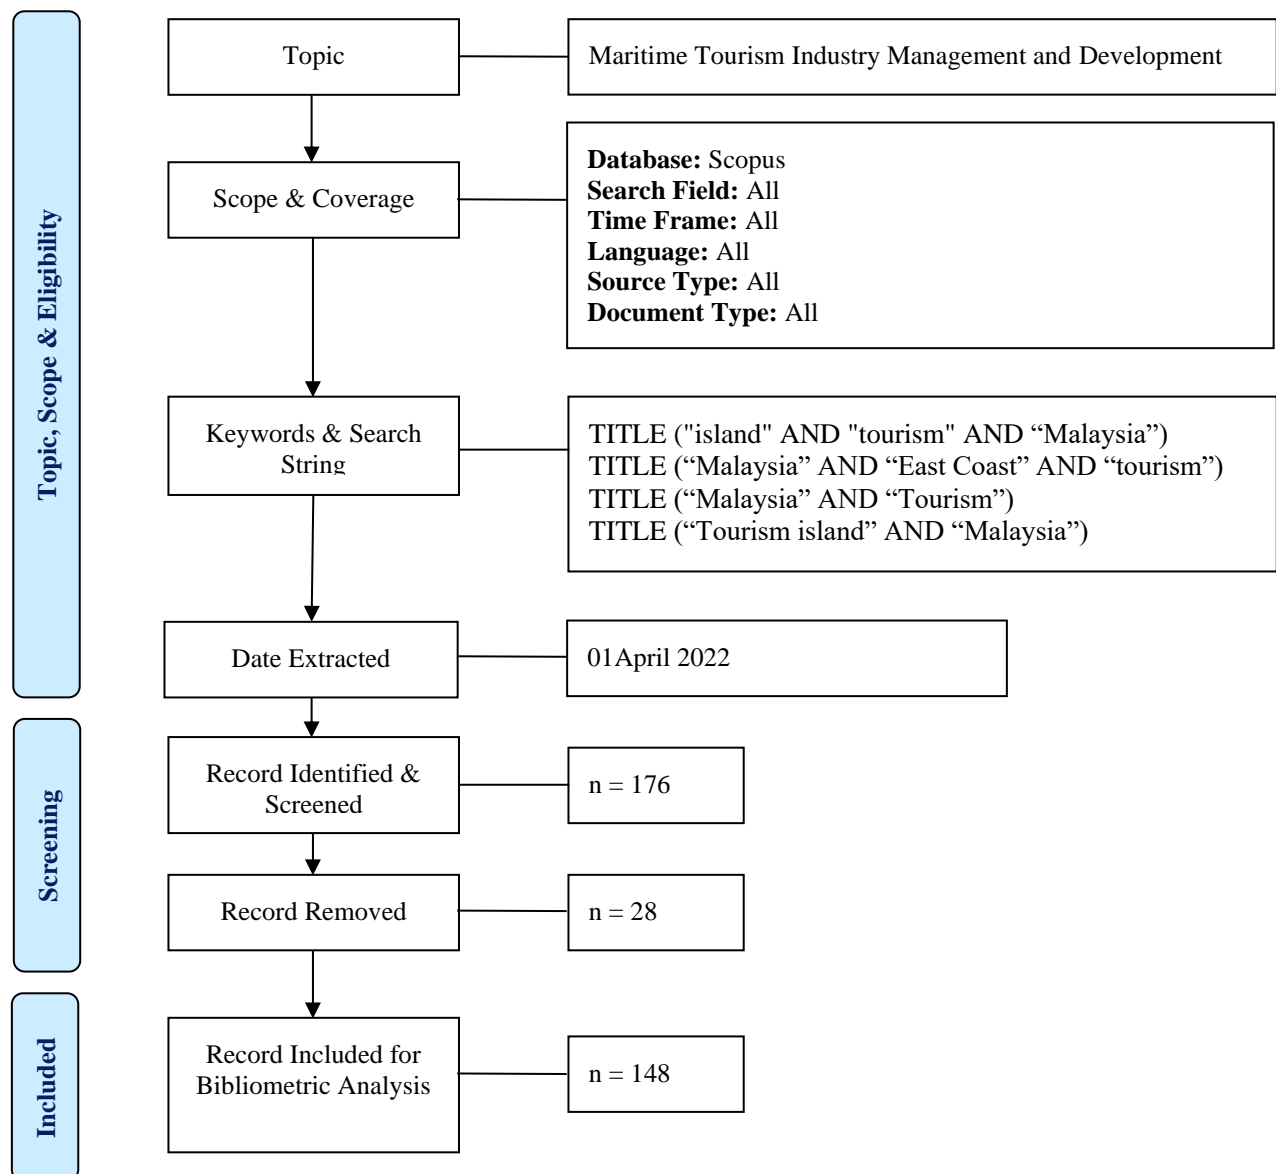 Topic, Scope & Eligibility
Topic
Maritime Tourism Industry Management and Development
Scope & Coverage
Database: Scopus
Search Field: All
Time Frame: All
Language: All
Source Type: All
Document Type: All
Keywords & Search
String
TITLE ("island" AND "tourism" AND “Malaysia”)
TITLE (“Malaysia” AND “East Coast” AND “tourism”)
TITLE (“Malaysia” AND “Tourism”)
TITLE (“Tourism island” AND “Malaysia”)
Date Extracted
01April 2022
Screening
Record Identified &
Screened
n = 176
Record Removed
n = 28
Included
Record Included for
Bibliometric Analysis
n = 148